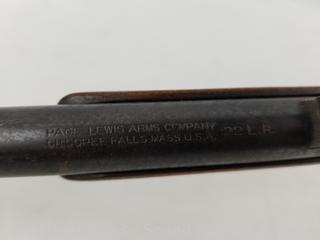 PAGE LEWIS ARMS COMPANY .22 L.R.
CHICOPEE FALLS, MASS. U.S.A.